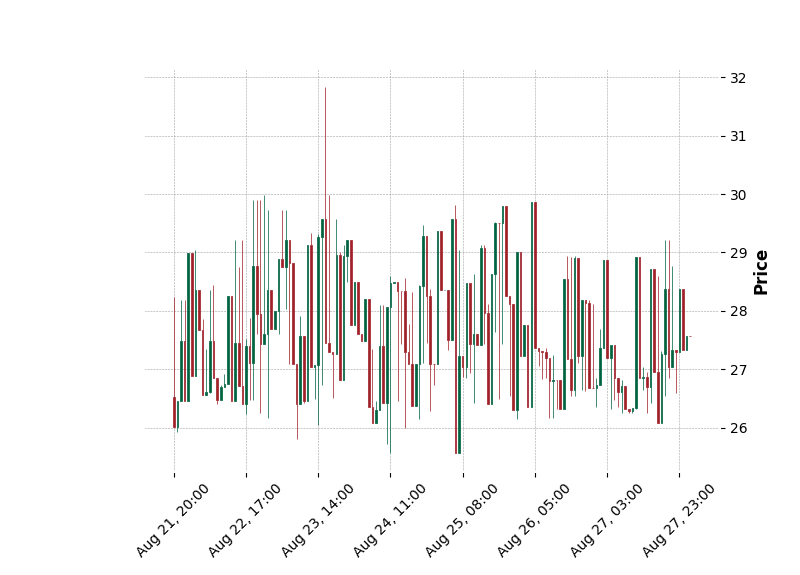 32
31
30
29
28
27
26
Price
Aug 21, 20:00
Aug 22, 17:00
Aug 23, 14:00
Aug 24, 11:00
Aug 25, 08:00
Aug 26, 05:00
Aug 27, 03:00
Aug 27, 23:00